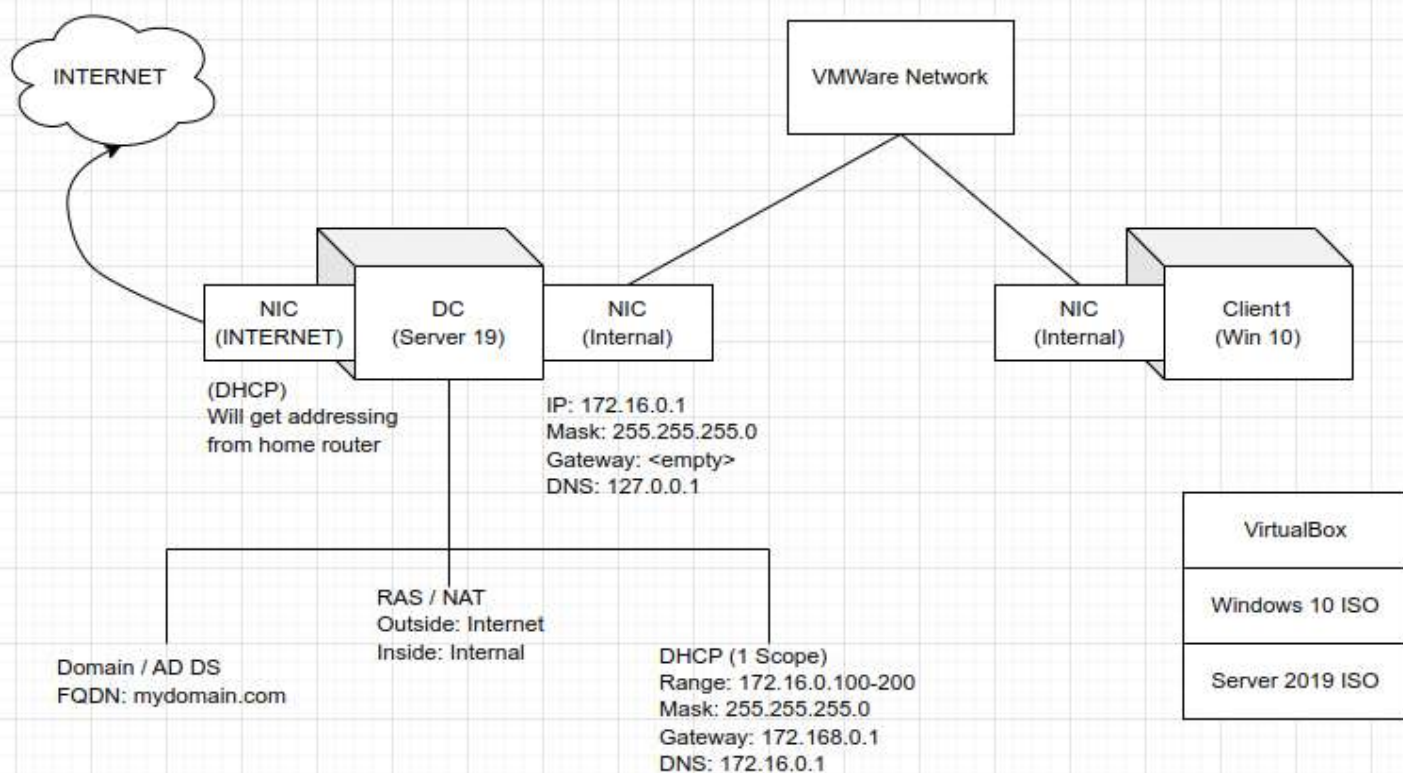 INTERNET
VMWare Network
NIC
(INTERNET)
DC
(Server 19)
NIC
(Internal)
NIC
(Internal)
Client1
(Win 10)
(DHCP)
Will get addressing
from home router
IP: 172.16.0.1
Mask: 255.255.255.0
Gateway: <empty>
DNS: 127.0.0.1
VirtualBox
Windows 10 ISO
Server 2019 ISO
Domain / AD DS
FQDN: mydomain.com
RAS / NAT
Outside: Internet
Inside: Internal
DHCP (1 Scope)
Range: 172.16.0.100-200
Mask: 255.255.255.0
Gateway: 172.168.0.1
DNS: 172.16.0.1